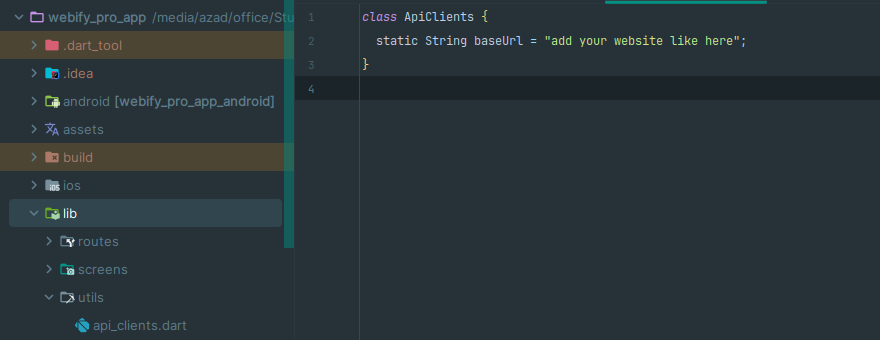 webify_pro_app /media/azad/office/Stu
.dart_tool
.idea
android [webify_pro_app_android]
assets
build
iOS ios
lib
routes
screens
utils
api_clients.dart
1 class ApiClients {
2 static String baseUrl = "add your website like here";
3 }
4